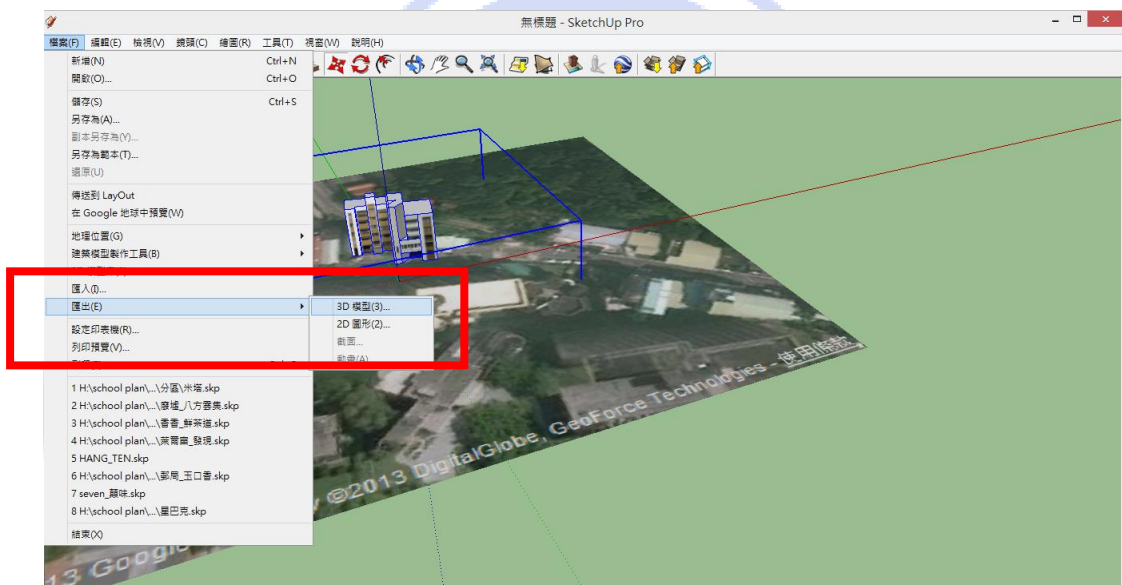 無標題 - SketchUp Pro
檔案(F) 編輯(E) 檢視(V) 鏡頭(C) 繪圖(R) 工具(T) 視窗(W) 說明(H)
新增(N) Ctrl+N
開啟(O)... Ctrl+O
儲存(S) Ctrl+S
另存為(A)...
副本另存為(Y)...
另存為範本(T)...
還原(U)
傳送到 LayOut
在 Google 地球中預覽(W)
地理位置(G)
建築模型製作工具(B)
匯入(I)...
匯出(E)
3D 模型(3)...
2D 圖形(2)...
截面...
動畫(A)
設定印表機(R)...
列印預覽(V)...
1 H:\school plan\...\分區\米塔.skp
2 H:\school plan\...\廢墟_八方雲集.skp
3 H:\school plan\...\香香_鮮茶道.skp
4 H:\school plan\...\萊爾富_發現.skp
5 HANG_TEN.skp
6 H:\school plan\...\郵局_玉口香.skp
7 seven_顏味.skp
8 H:\school plan\...\星巴克.skp
結束(X)
©2013 DigitalGlobe, GeoForce Technologies - 使用條款
13 Google